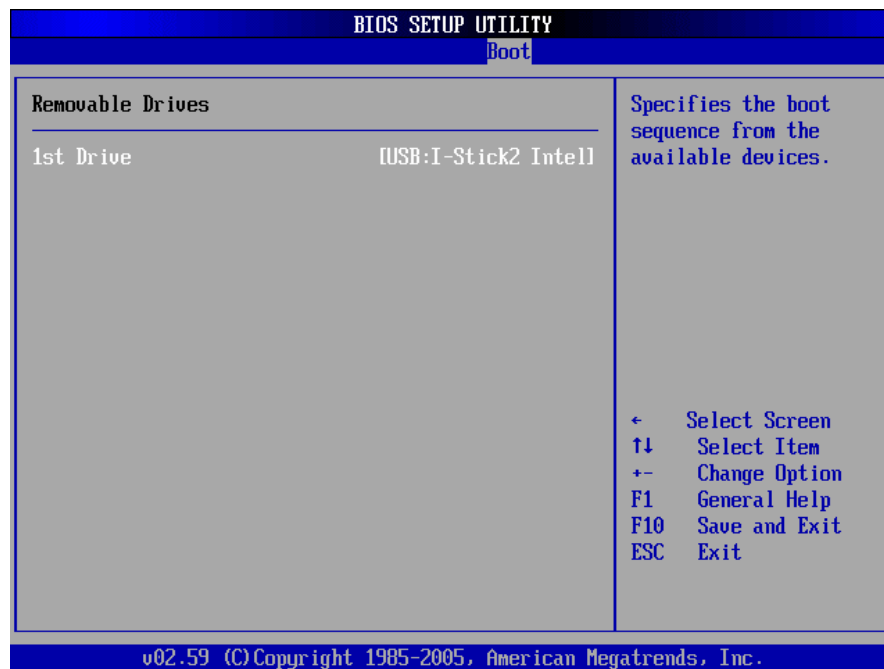 BIOS SETUP UTILITY
Boot
Removable Drives
1st Drive [USB:I-Stick2 Intel]
Specifies the boot
sequence from the
available devices.
← Select Screen
↑↓ Select Item
+- Change Option
F1 General Help
F10 Save and Exit
ESC Exit
v02.59 (C)Copyright 1985-2005, American Megatrends, Inc.